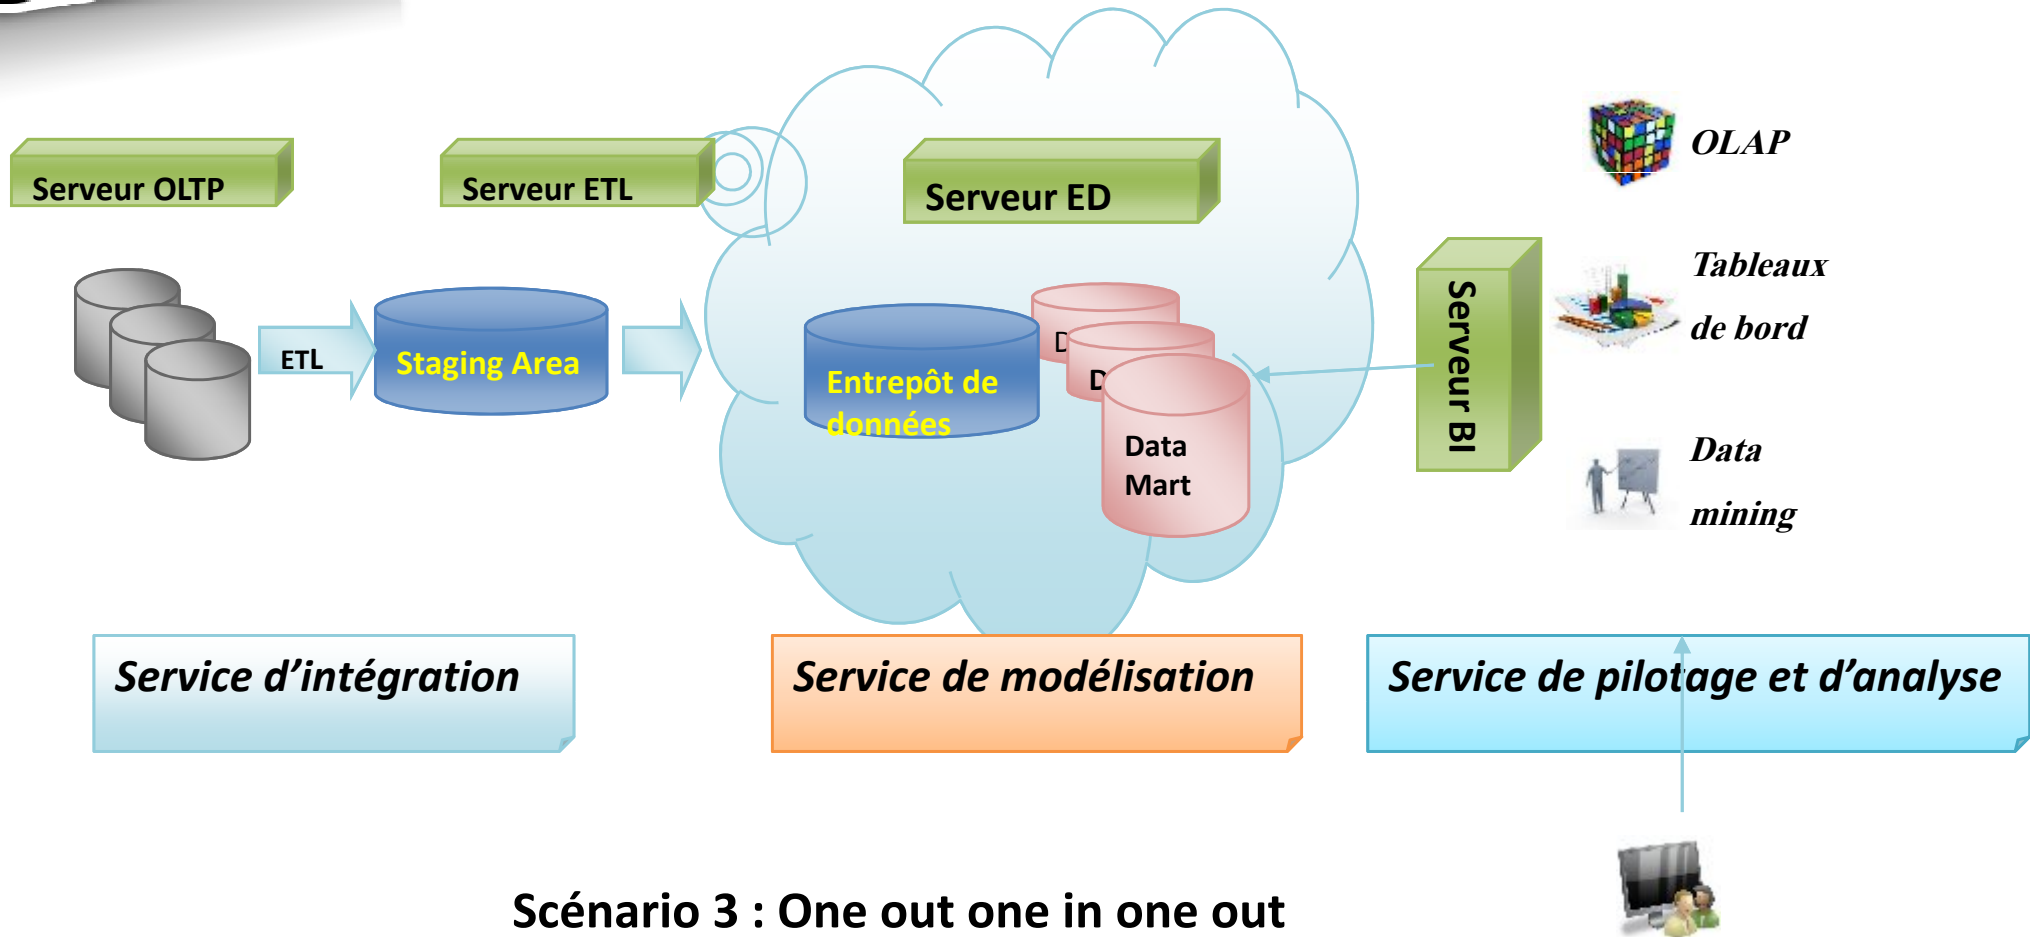 Serveur OLTP
Serveur ETL
Serveur ED
OLAP
Tableaux
de bord
Serveur BI
ETL
Staging Area
Entrepôt de
données
D
D
Data
Mart
Data
mining
Service d’intégration
Service de modélisation
Service de pilotage et d’analyse
Scénario 3 : One out one in one out